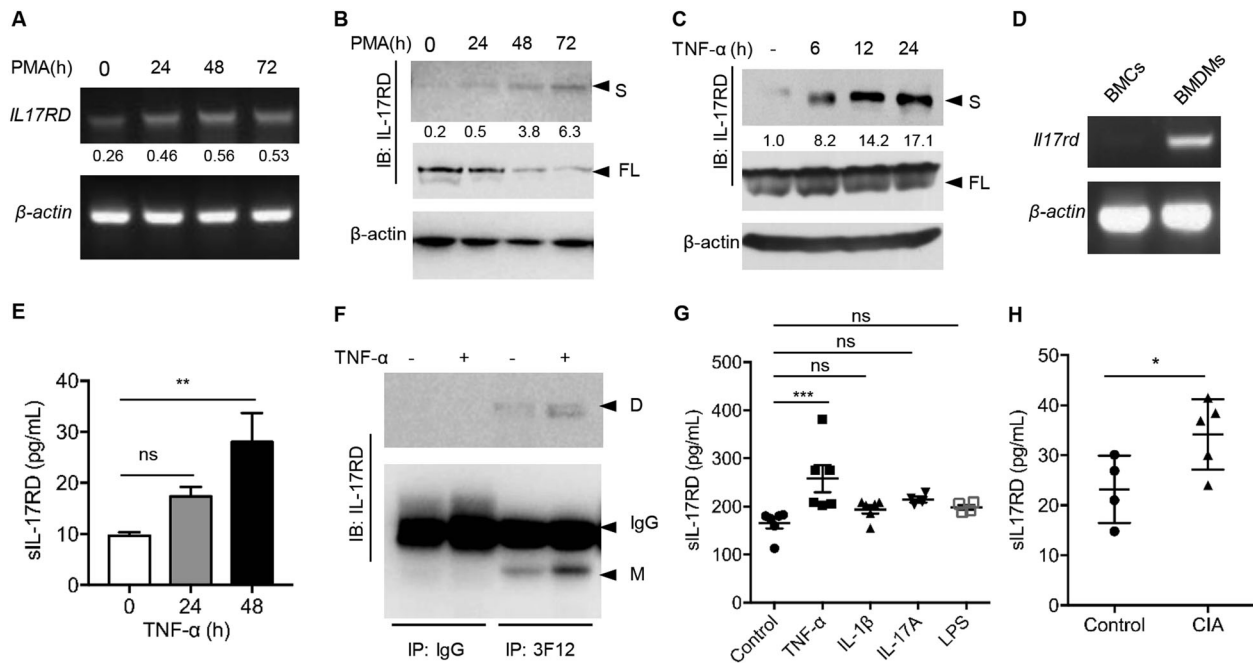 A
PMA(h) 0 24 48 72
IL17RD
0.26 0.46 0.56 0.53
β-actin
B
PMA(h) 0 24 48 72
IB: IL-17RD
S
0.2 0.5 3.8 6.3
FL
β-actin
C
TNF-α (h) - 6 12 24
IB: IL-17RD
S
1.0 8.2 14.2 17.1
FL
β-actin
D
BMCs BMDMs
Il17rd
β-actin
E
sIL-17RD (pg/mL)
40
30
20
10
0
**
ns
0 24 48
TNF-α (h)
F
TNF-α - + - +
D
IB: IL-17RD
IgG
M
IP: IgG IP: 3F12
G
sIL-17RD (pg/mL)
500
400
300
200
100
0
ns
ns
ns
***
Control TNF-α IL-1β IL-17A LPS
H
sIL17RD (pg/mL)
50
40
30
20
10
0
*
Control CIA